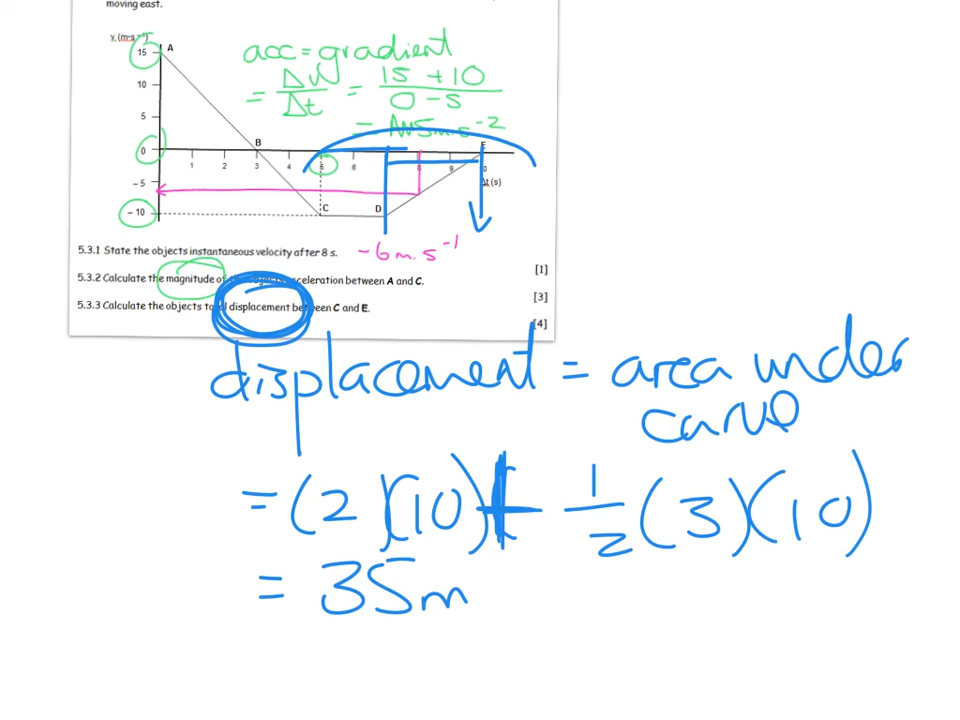 moving east.
v (m·s⁻¹)
15
A
acc = gradient
= Δv/Δt = 15 + 10 / 0 - 5
10
5
0
B
1 2 3 4 5 6 8 9
E
Δt (s)
- 5
- 10
C
D
5.3.1 State the objects instantaneous velocity after 8 s.
- 6 m.s⁻¹
[1]
5.3.2 Calculate the magnitude of the objects acceleration between A and C.
[3]
5.3.3 Calculate the objects total displacement between C and E.
[4]
displacement = area under
curve
= (2)(10) + 1/2 (3)(10)
= 35m